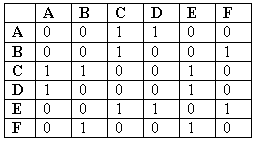 A B C D E F
A 0 0 1 1 0 0
B 0 0 1 0 0 1
C 1 1 0 0 1 0
D 1 0 0 0 1 0
E 0 0 1 1 0 1
F 0 1 0 0 1 0